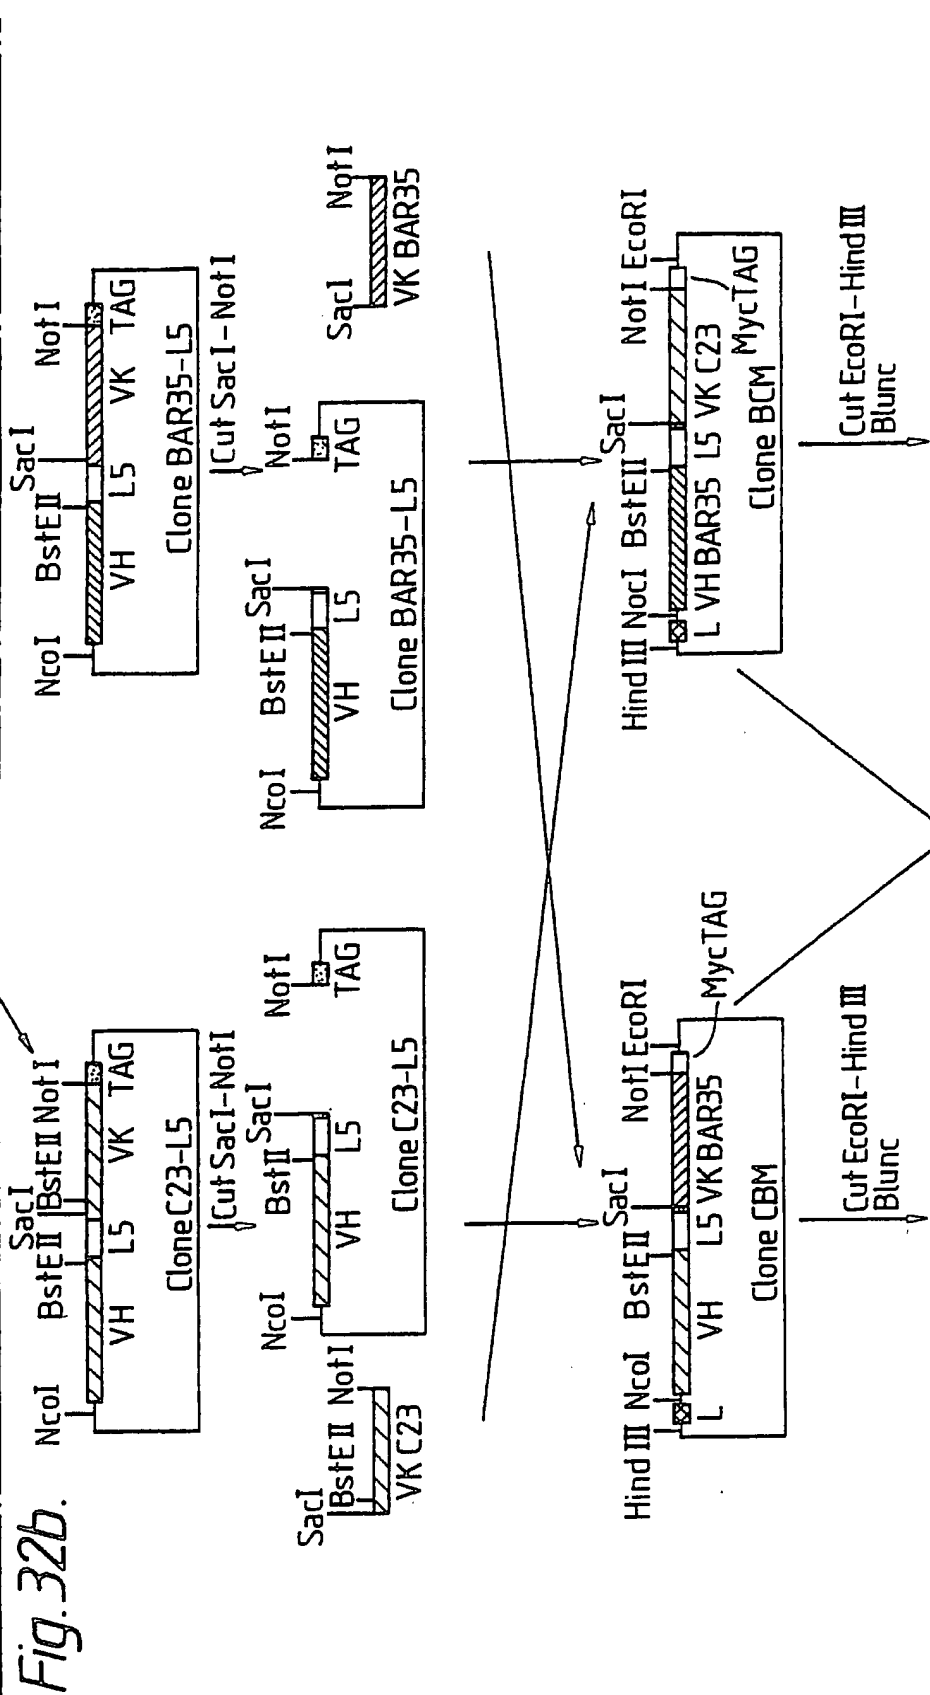 Fig. 32b.
SacI
NcoI BstEII BstEII NotI
VH L5 VK TAG
Clone C23-L5
Cut SacI-NotI
SacI
BstEII NotI
VK C23
NcoI BstII SacI NotI
VH L5 TAG
Clone C23-L5
Hind III NcoI BstEII SacI NotI EcoRI
L VH L5 VK BAR35
MycTAG
Clone CBM
Cut EcoRI-Hind III
Blunc
NcoI BstEII SacI NotI
VH L5 VK TAG
Clone BAR35-L5
Cut SacI-NotI
NcoI BstEII SacI NotI
VH L5 TAG
Clone BAR35-L5
SacI NotI
VK BAR35
Hind III NocI BstEII SacI NotI EcoRI
L VH BAR35 L5 VK C23
MycTAG
Clone BCM
Cut EcoRI-Hind III
Blunc